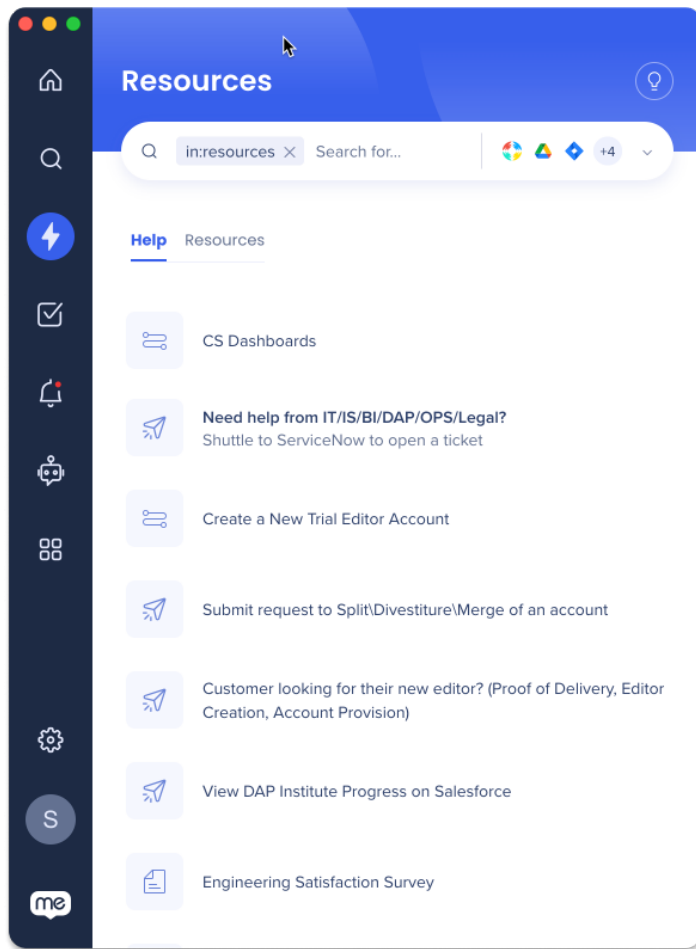 Resources
in:resources
Search for...
+4
Help
Resources
CS Dashboards
Need help from IT/IS/BI/DAP/OPS/Legal?
Shuttle to ServiceNow to open a ticket
Create a New Trial Editor Account
Submit request to Split\Divestiture\Merge of an account
Customer looking for their new editor? (Proof of Delivery, Editor
Creation, Account Provision)
View DAP Institute Progress on Salesforce
Engineering Satisfaction Survey
S
me